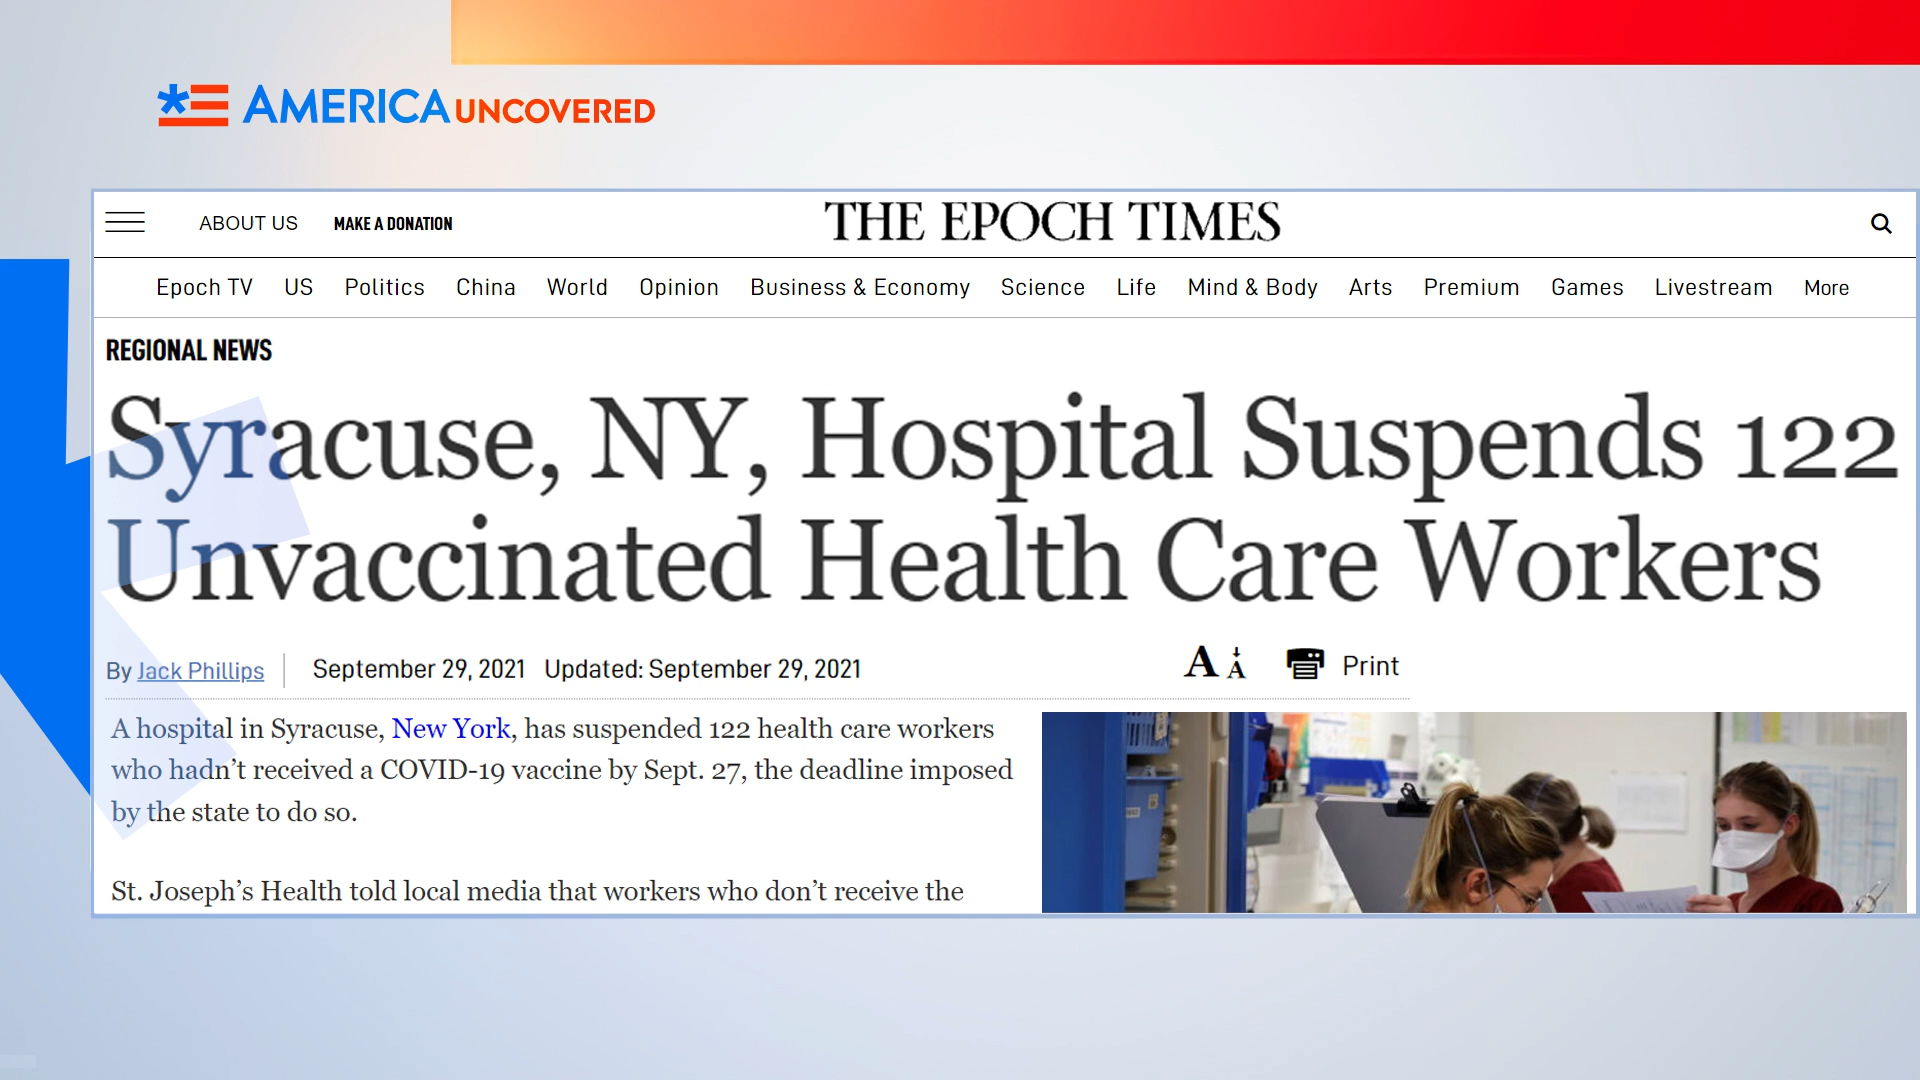 AMERICA UNCOVERED
ABOUT US MAKE A DONATION THE EPOCH TIMES
Epoch TV US Politics China World Opinion Business & Economy Science Life Mind & Body Arts Premium Games Livestream More
REGIONAL NEWS
Syracuse, NY, Hospital Suspends 122
Unvaccinated Health Care Workers
By Jack Phillips September 29, 2021 Updated: September 29, 2021 A A Print
A hospital in Syracuse, New York, has suspended 122 health care workers
who hadn't received a COVID-19 vaccine by Sept. 27, the deadline imposed
by the state to do so.
St. Joseph's Health told local media that workers who don't receive the